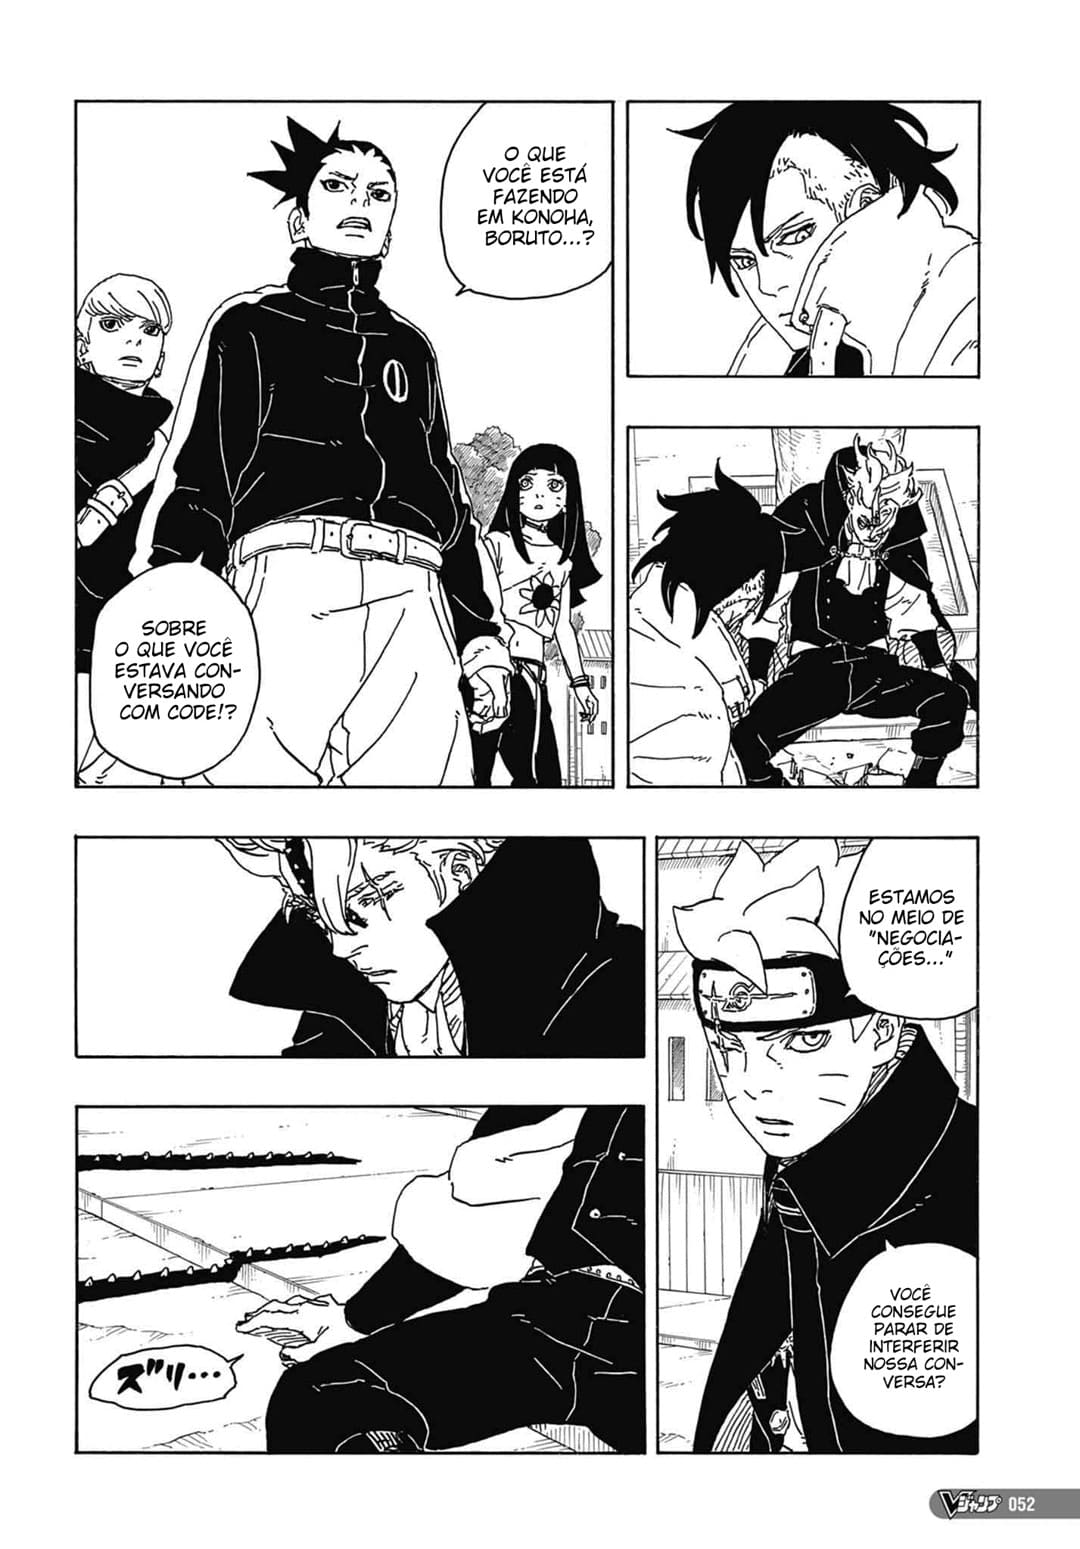 O QUE
VOCÊ ESTÁ
FAZENDO
EM KONOHA,
BORUTO...?
SOBRE
O QUE VOCÊ
ESTAVA CON-
VERSANDO
COM CODE!?
ESTAMOS
NO MEIO DE
"NEGOCIA-
ÇÕES..."
VOCÊ
CONSEGUE
PARAR DE
INTERFERIR
NOSSA CON-
VERSA?
ズリ...
Vジャンプ 052